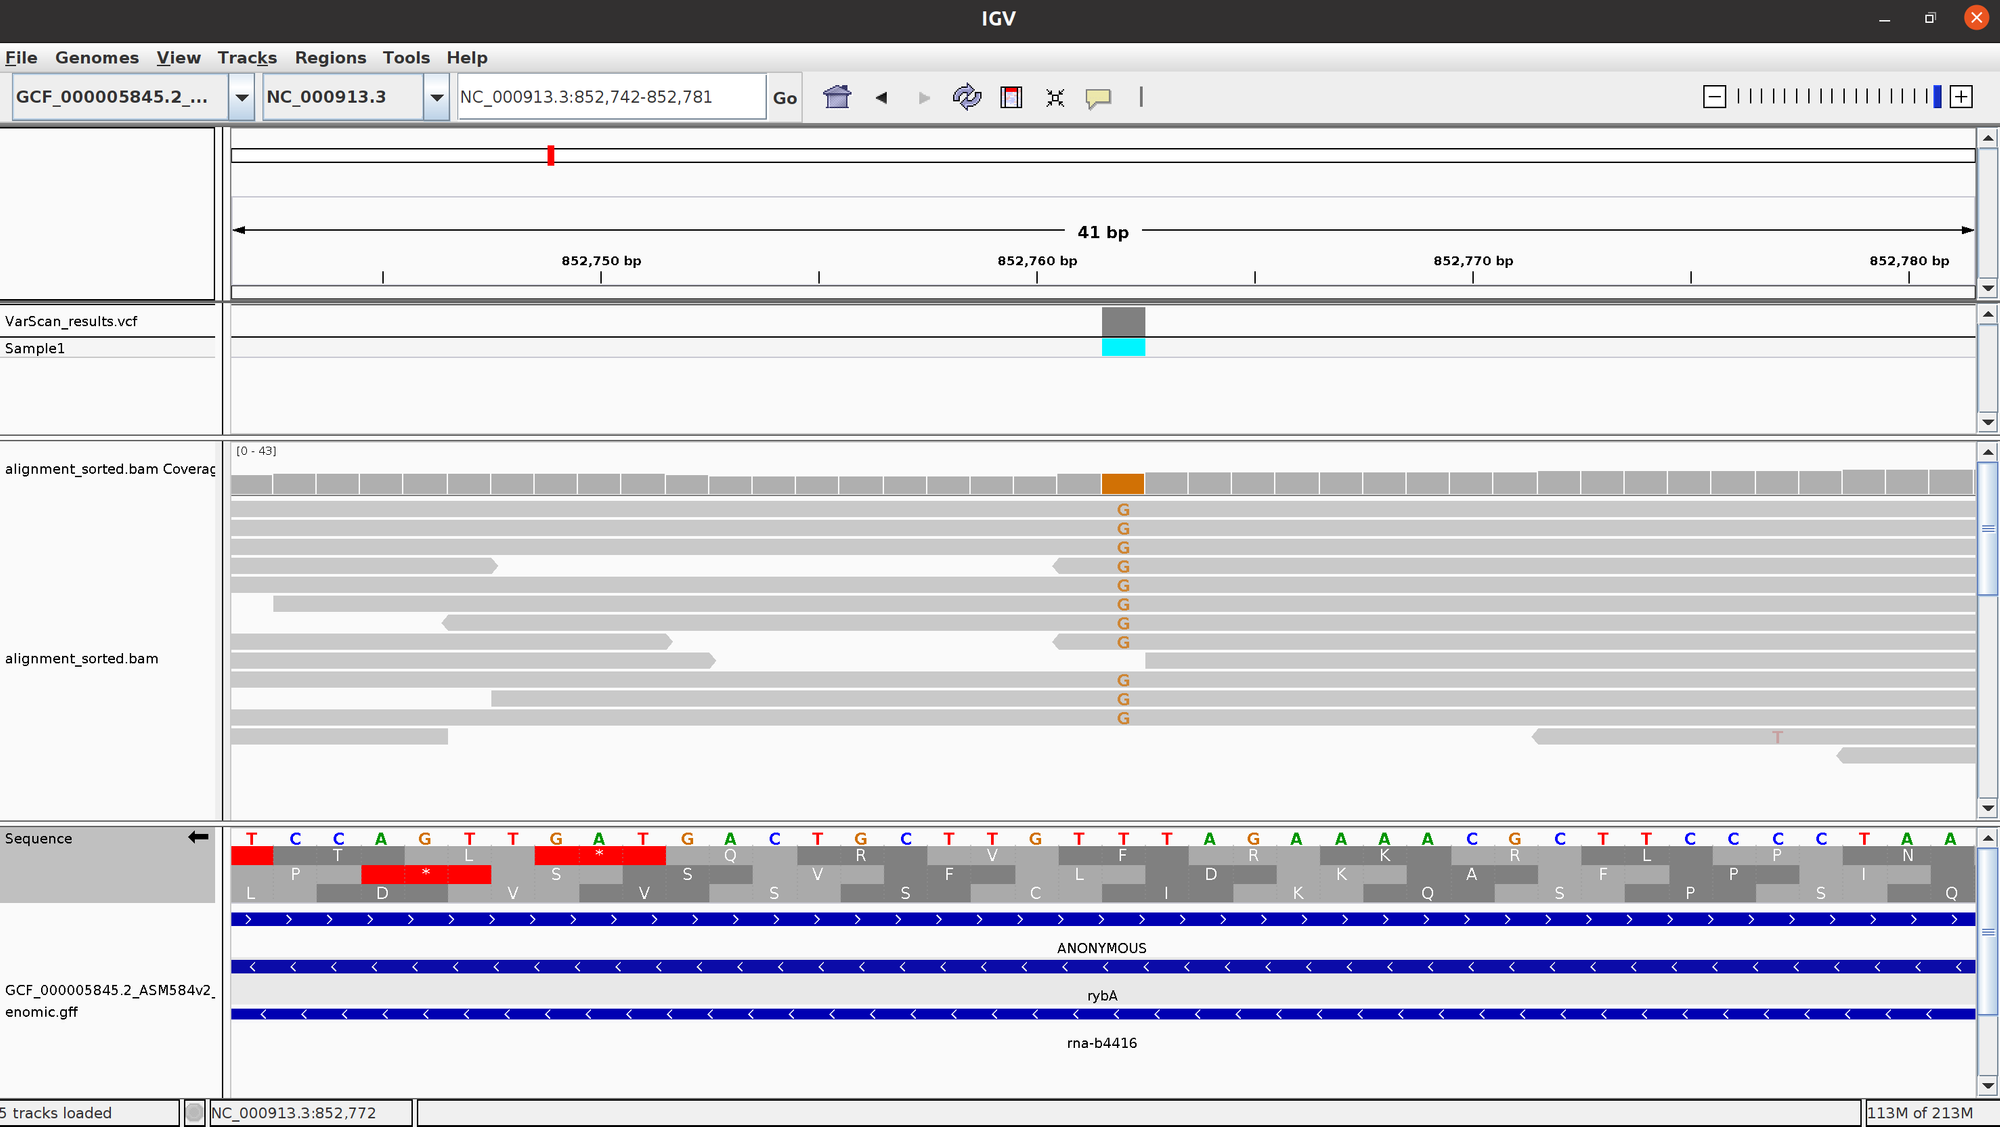 IGV
File Genomes View Tracks Regions Tools Help
GCF_000005845.2_... NC_000913.3 NC_000913.3:852,742-852,781 Go
41 bp
852,750 bp 852,760 bp 852,770 bp 852,780 bp
VarScan_results.vcf
Sample1
[0 - 43]
alignment_sorted.bam Coverag
G
G
G
G
G
G
G
G
alignment_sorted.bam
G
G
G
T
Sequence T C C A G T T G A T G A C T G C T T G T T T A G A A A A C G C T T C C C C T A A
T L * Q R V F R K R L P N
P * S S V F L D K A F P I
L D V V S S C I K Q S P S Q
ANONYMOUS
rybA
GCF_000005845.2_ASM584v2_
enomic.gff
rna-b4416
5 tracks loaded NC_000913.3:852,772 113M of 213M